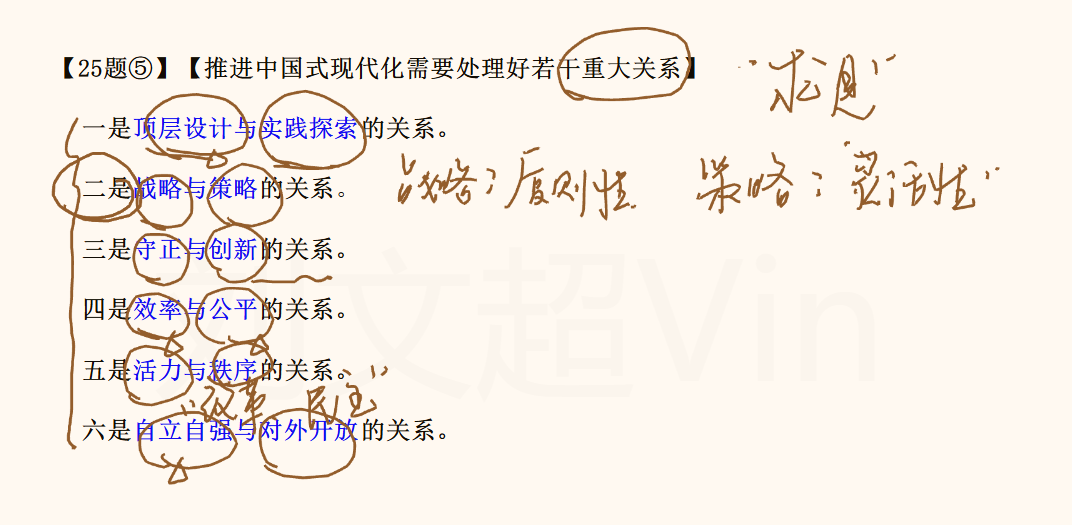 【25题⑤】【推进中国式现代化需要处理好若干重大关系】
一是顶层设计与实践探索的关系。
二是战略与策略的关系。 战略：原则性 策略：“灵活性”
三是守正与创新的关系。
四是效率与公平的关系。
五是活力与秩序的关系。
“改革、民主”
六是自立自强与对外开放的关系。
文超Vin